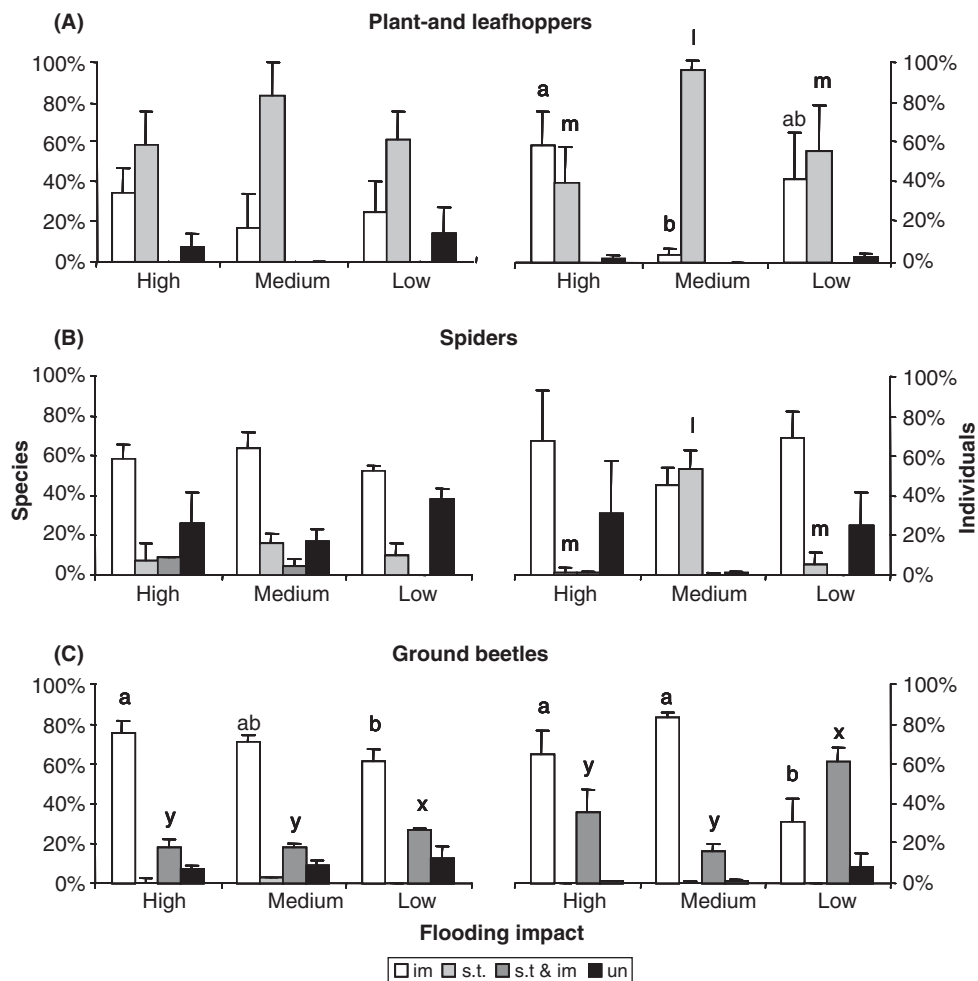 (A) Plant-and leafhoppers
100% 80% 60% 40% 20% 0%
High Medium Low
a m b l ab m
High Medium Low
100% 80% 60% 40% 20% 0%
(B) Spiders
Species
100% 80% 60% 40% 20% 0%
High Medium Low
m l m
High Medium Low
100% 80% 60% 40% 20% 0%
Individuals
(C) Ground beetles
100% 80% 60% 40% 20% 0%
a y ab y b x
High Medium Low
a y a y b x
High Medium Low
100% 80% 60% 40% 20% 0%
Flooding impact
im s.t. s.t & im un